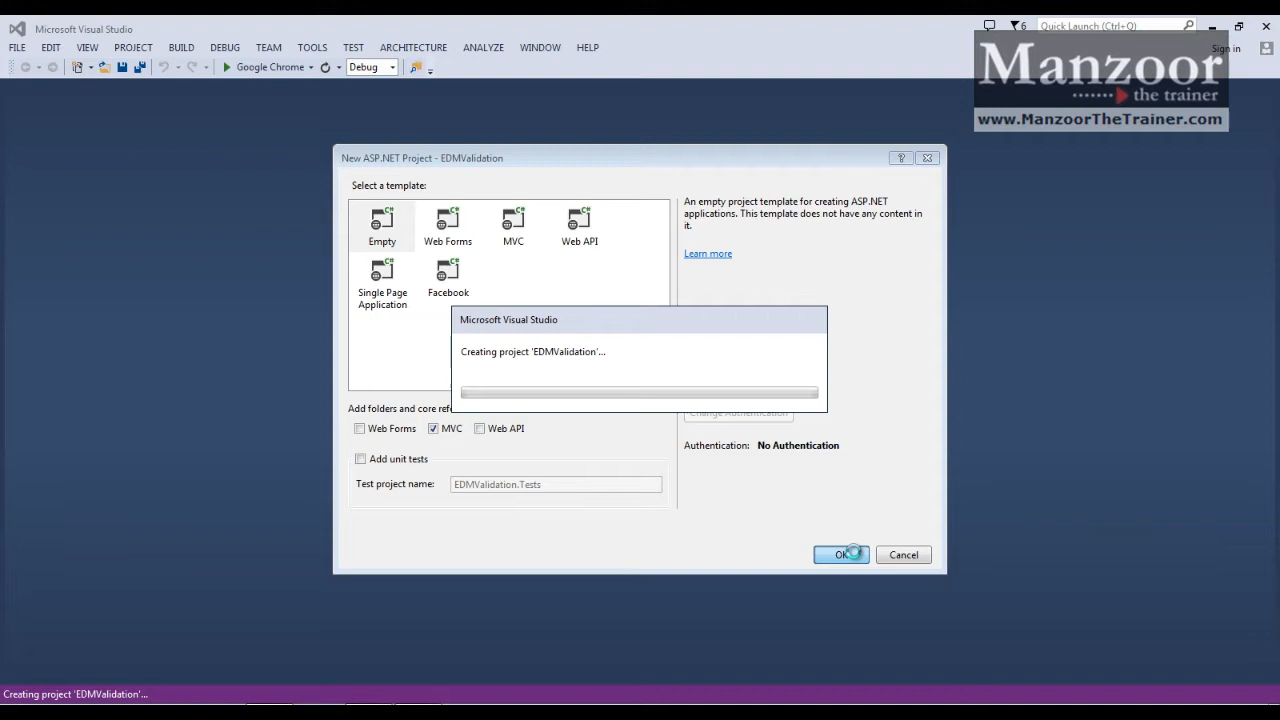 Microsoft Visual Studio
6
Quick Launch (Ctrl+Q)
FILE EDIT VIEW PROJECT BUILD DEBUG TEAM TOOLS TEST ARCHITECTURE ANALYZE WINDOW HELP
Sign in
Google Chrome Debug
Manzoor
the trainer
www.ManzoorTheTrainer.com
New ASP.NET Project - EDMValidation
Select a template:
Empty Web Forms MVC Web API
Single Page
Application
Facebook
An empty project template for creating ASP.NET
applications. This template does not have any content in
it.
Learn more
Microsoft Visual Studio
Creating project 'EDMValidation'...
Add folders and core
Change Authentication
Web Forms MVC Web API
Authentication: No Authentication
Add unit tests
Test project name: EDMValidation.Tests
OK Cancel
Creating project 'EDMValidation'...